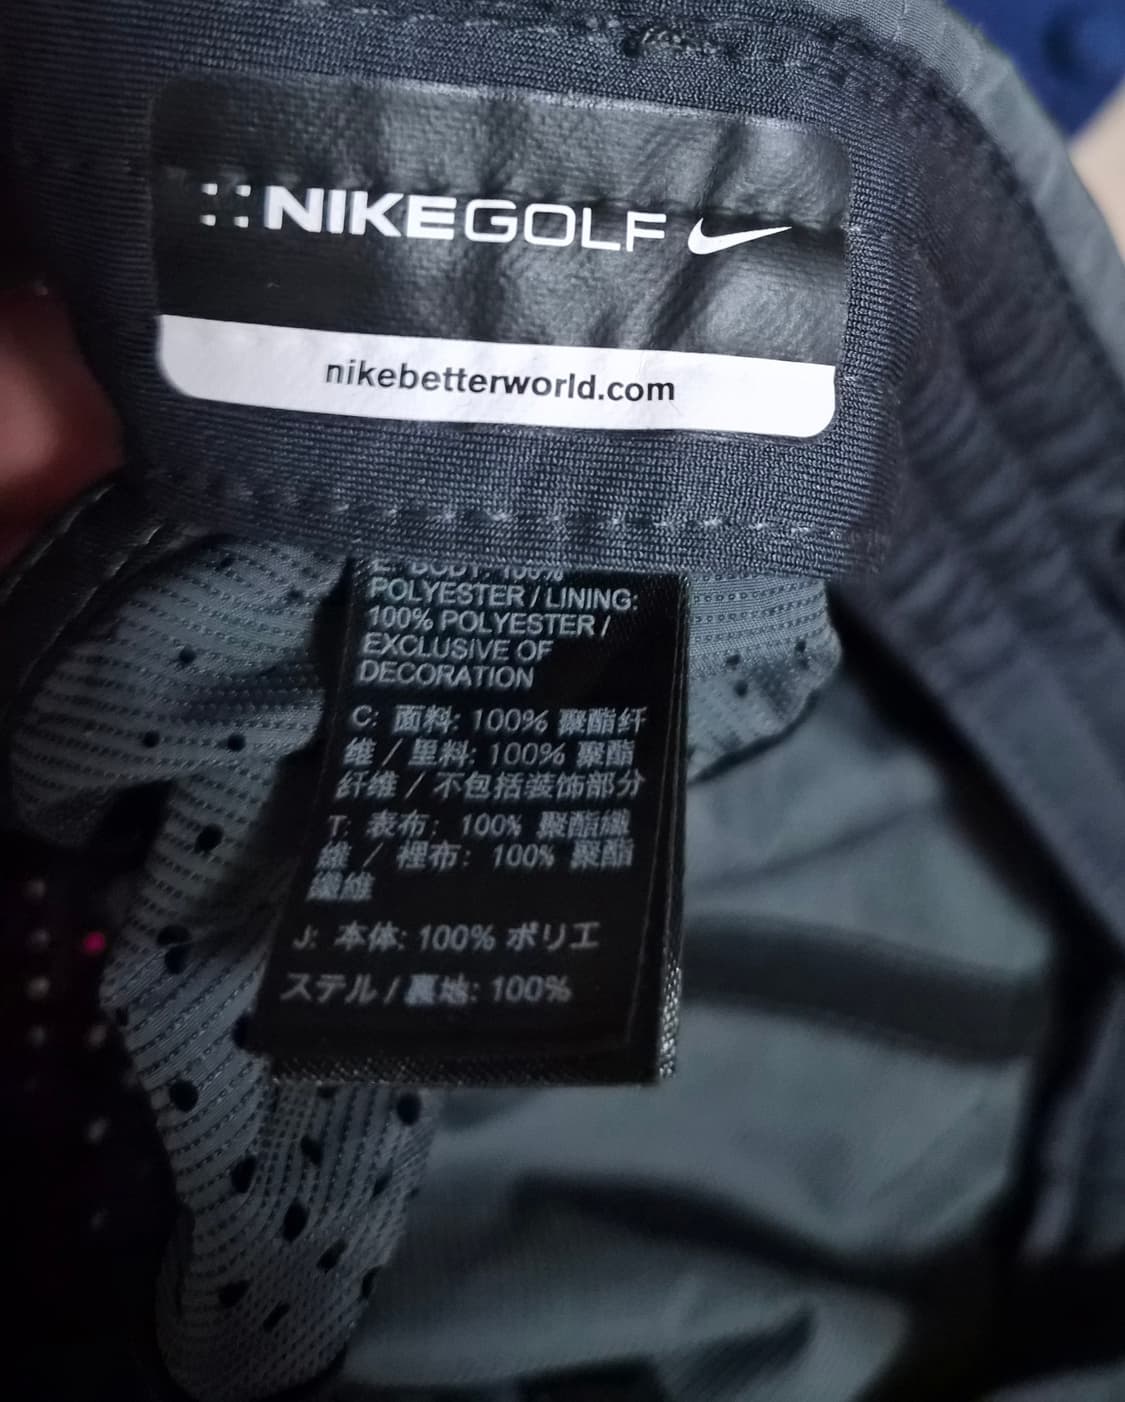 NIKEGOLF
nikebetterworld.com
E: BODY: 100%
POLYESTER / LINING:
100% POLYESTER /
EXCLUSIVE OF
DECORATION
C: 面料: 100% 聚酯纤
维 / 里料: 100% 聚酯
纤维 / 不包括装饰部分
T: 表布: 100% 聚酯纖
維 / 裡布: 100% 聚酯
纖維
J: 本体: 100% ポリエ
ステル / 裏地: 100%